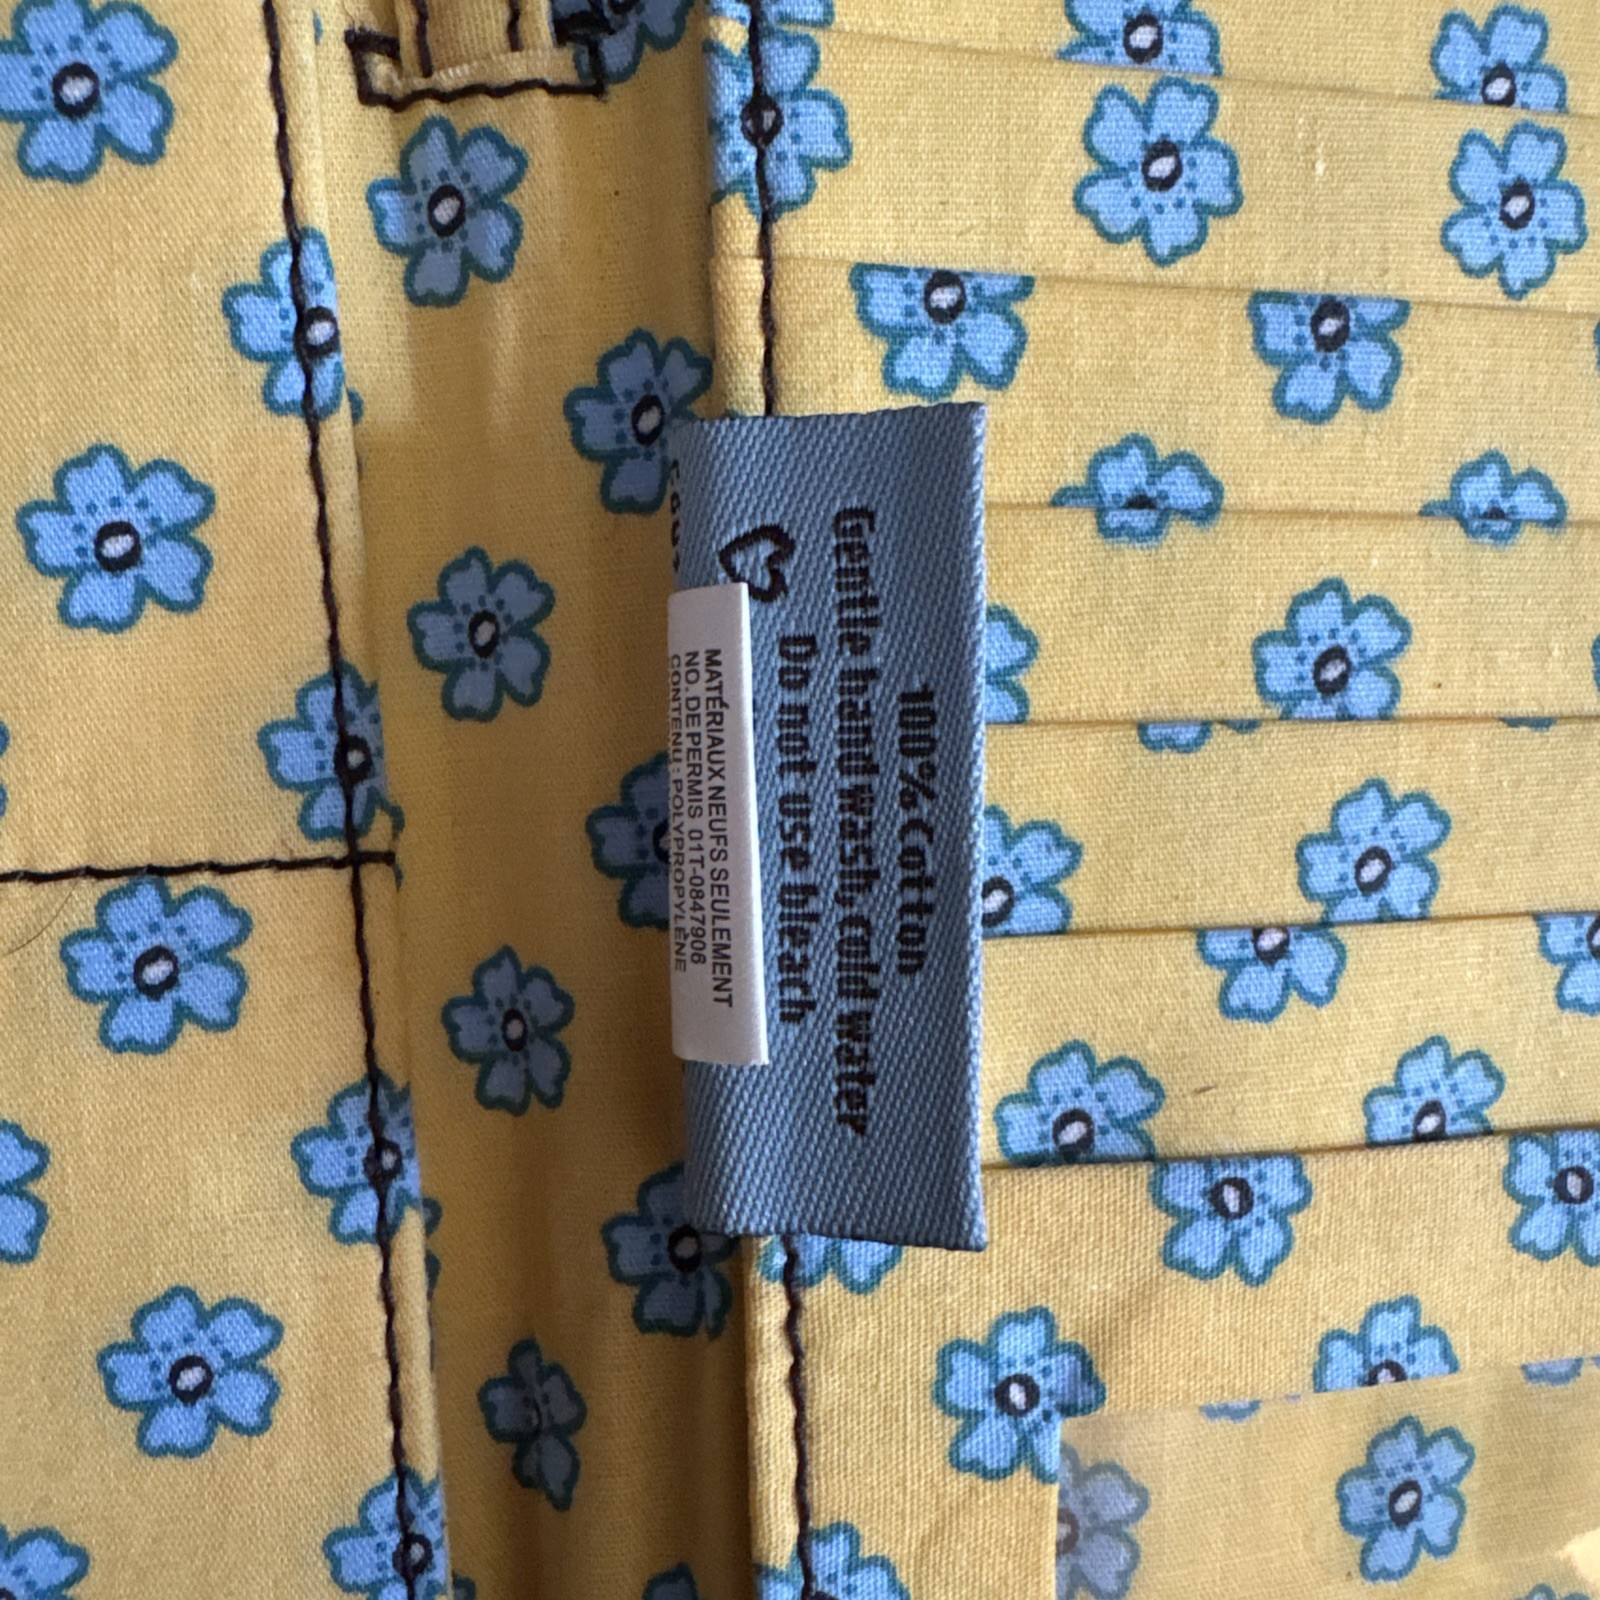 100% Cotton
Gentle hand wash, cold water
Do not use bleach
MATÉRIAUX NEUFS SEULEMENT
NO. DE PERMIS 01T-0847906
CONTENU: POLYPROPYLÈNE